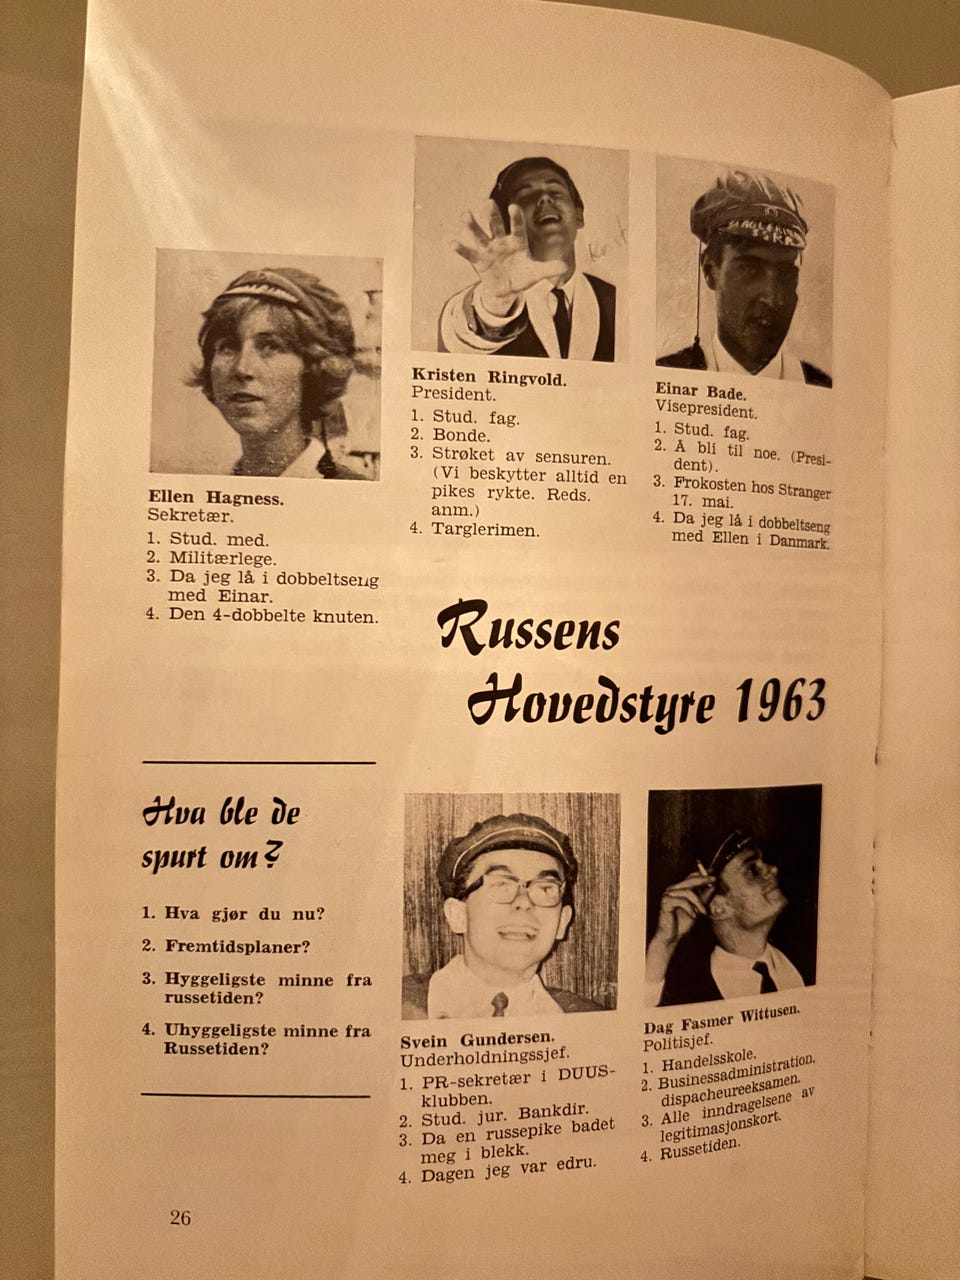 Ellen Hagness.
Sekretær.
1. Stud. med.
2. Militærlege.
3. Da jeg lå i dobbeltseng
med Einar.
4. Den 4-dobbelte knuten.
Kristen Ringvold.
President.
1. Stud. fag.
2. Bonde.
3. Strøket av sensuren.
(Vi beskytter alltid en
pikes rykte. Reds.
anm.)
4. Targlerimen.
Einar Bade.
Visepresident.
1. Stud. fag.
2. Å bli til noe. (Presi-
dent).
3. Frokosten hos Stranger
17. mai.
4. Da jeg lå i dobbeltseng
med Ellen i Danmark.
Russens
Hovedstyre 1963
Hva ble de
spurt om?
1. Hva gjør du nu?
2. Fremtidsplaner?
3. Hyggeligste minne fra
russetiden?
4. Uhyggeligste minne fra
Russetiden?
Svein Gundersen.
Underholdningssjef.
1. PR-sekretær i DUUS-
klubben.
2. Stud. jur. Bankdir.
3. Da en russepike badet
meg i blekk.
4. Dagen jeg var edru.
Dag Fasmer Wittusen.
Politisjef.
1. Handelsskole.
2. Businessadministration,
dispacheureeksamen.
3. Alle inndragelsene av
legitimasjonskort.
4. Russetiden.
26